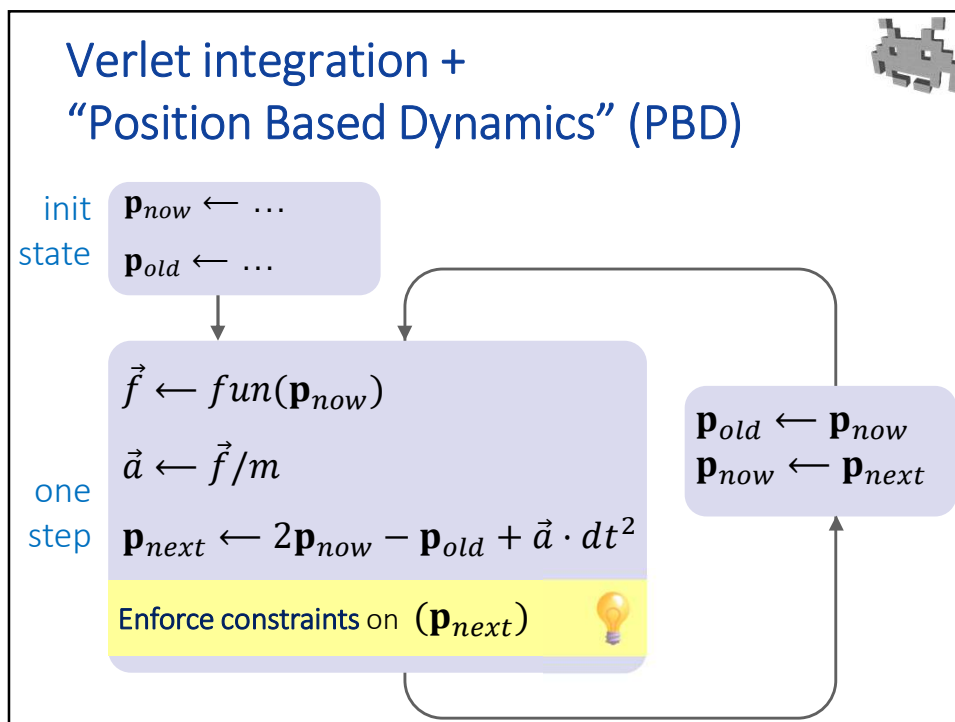 Verlet integration +
“Position Based Dynamics” (PBD)
init
state
𝐩_now ← …
𝐩_old ← …
one
step
f⃗ ← fun(𝐩_now)
a⃗ ← f⃗/m
𝐩_next ← 2𝐩_now − 𝐩_old + a⃗ · dt²
Enforce constraints on (𝐩_next)
𝐩_old ← 𝐩_now
𝐩_now ← 𝐩_next